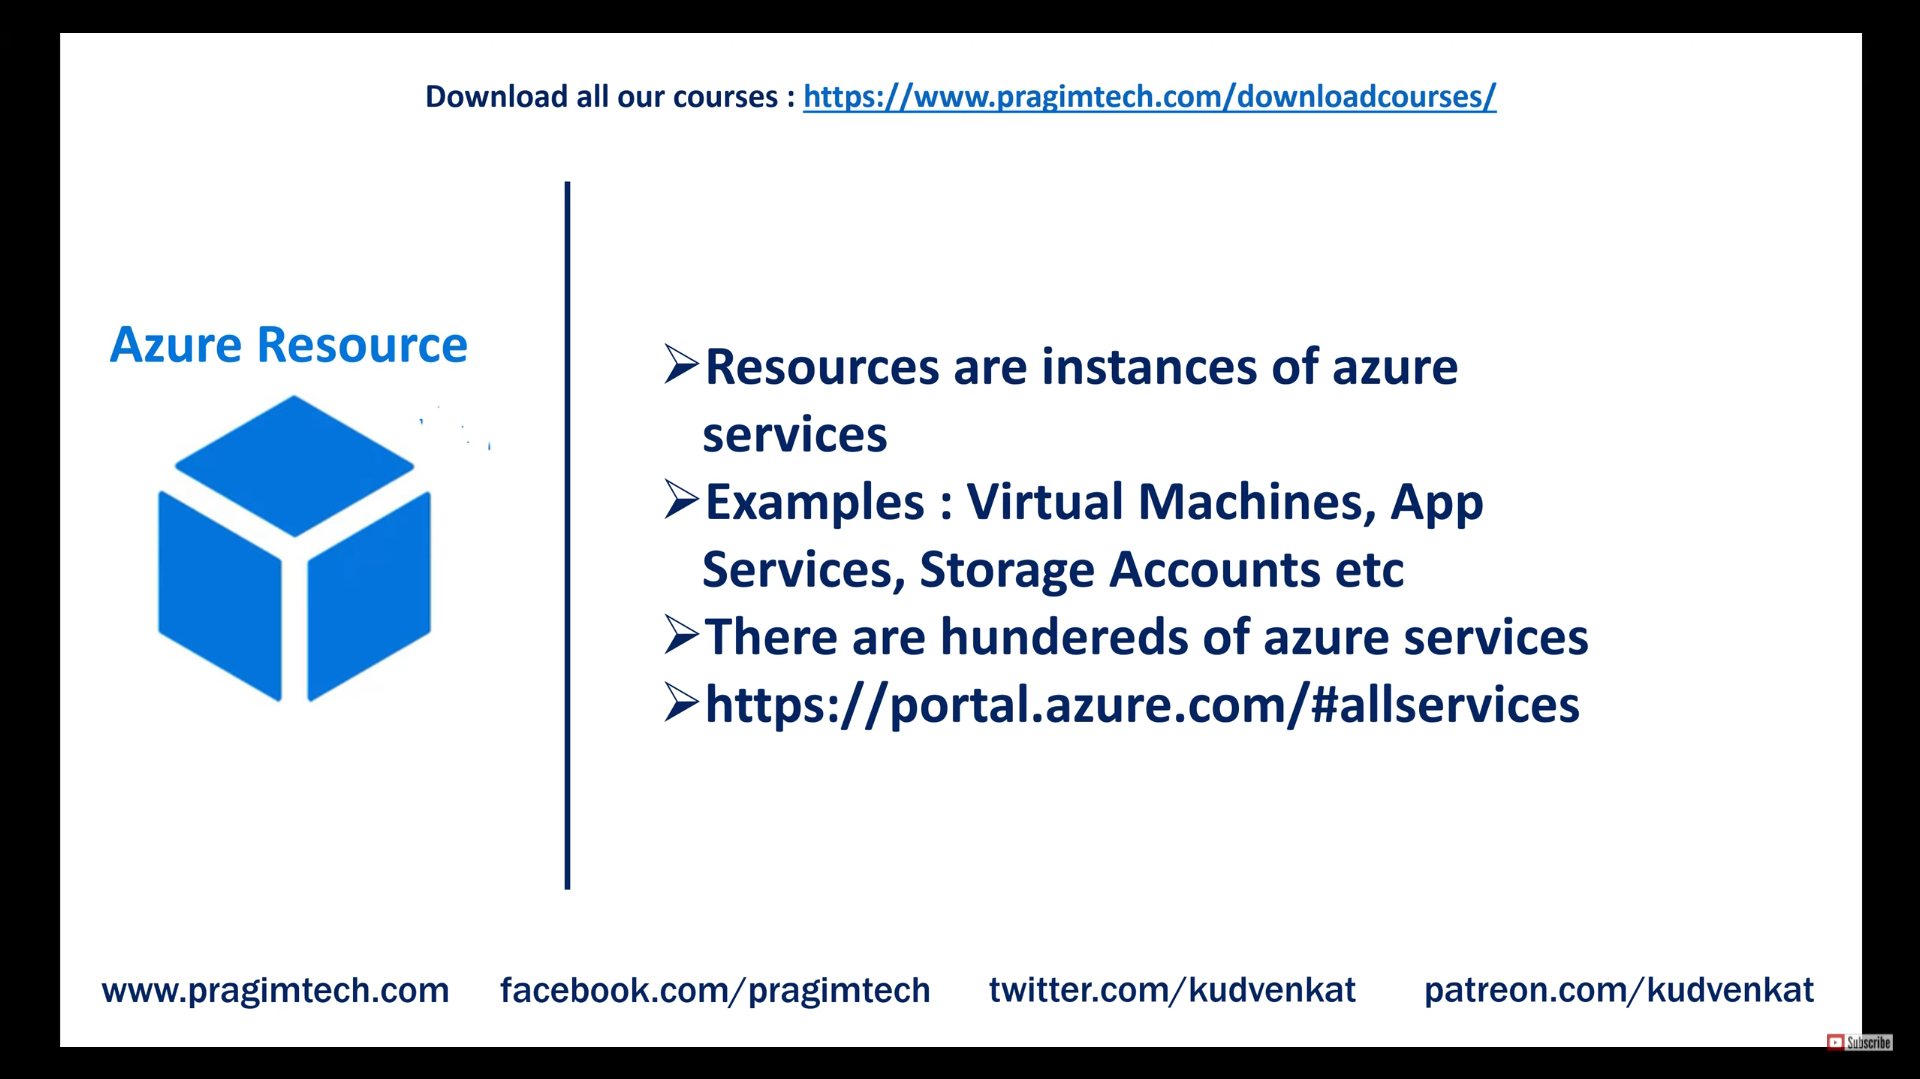 Download all our courses : https://www.pragimtech.com/downloadcourses/
Azure Resource
➢Resources are instances of azure
services
➢Examples : Virtual Machines, App
Services, Storage Accounts etc
➢There are hundereds of azure services
➢https://portal.azure.com/#allservices
www.pragimtech.com facebook.com/pragimtech twitter.com/kudvenkat patreon.com/kudvenkat
Subscribe